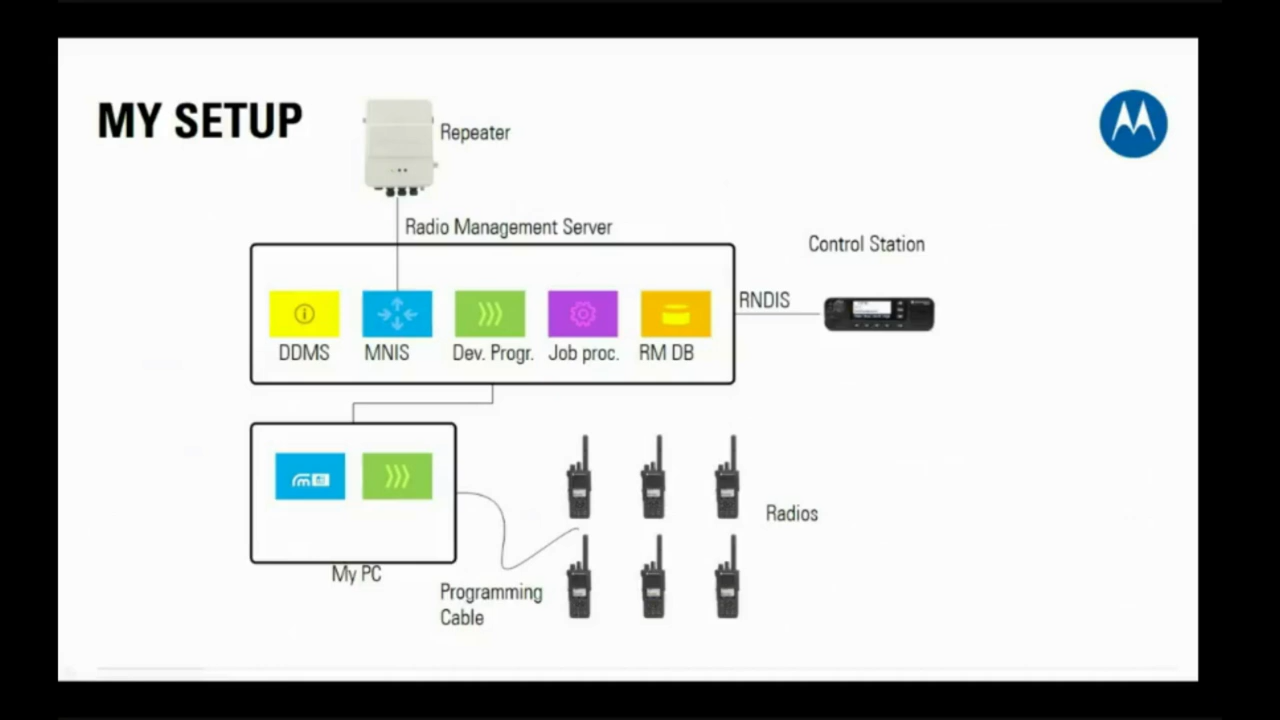 MY SETUP
Repeater
Radio Management Server
Control Station
RNDIS
DDMS
MNIS
Dev. Progr.
Job proc.
RM DB
Radios
My PC
Programming
Cable